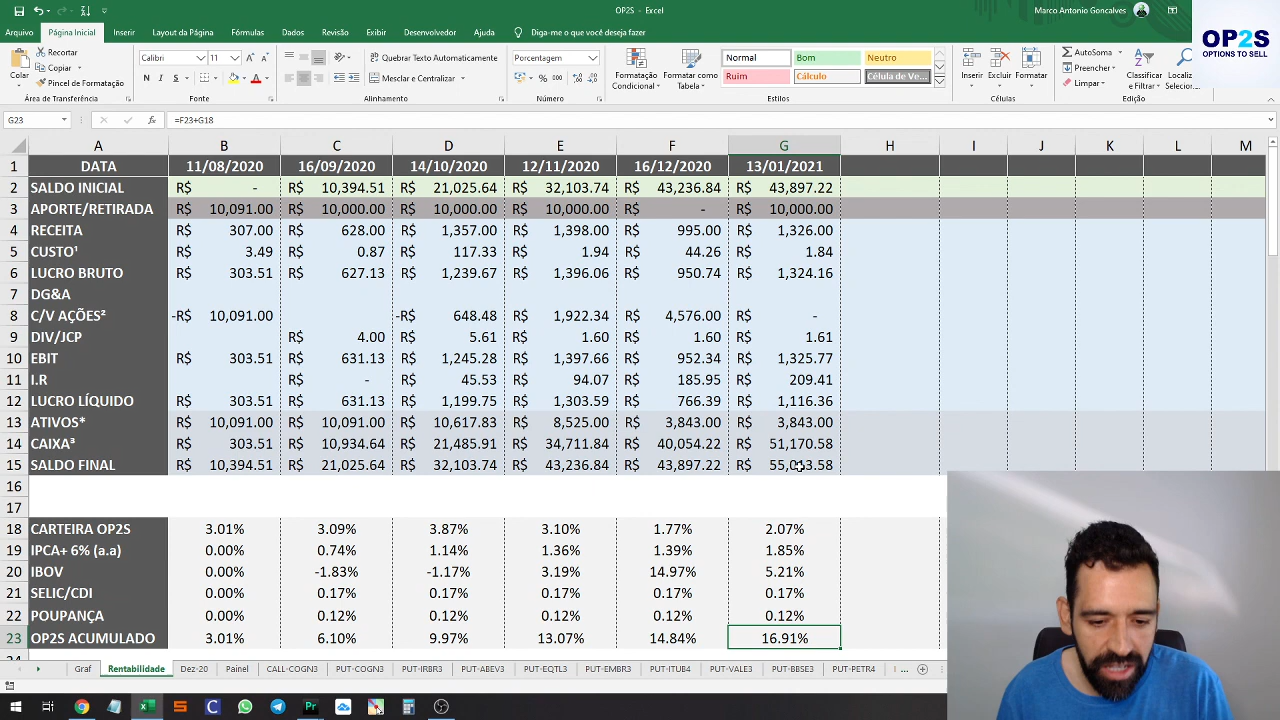 OP2S - Excel
Marco Antonio Goncalves
Arquivo Página Inicial Inserir Layout da Página Fórmulas Dados Revisão Exibir Desenvolvedor Ajuda Diga-me o que você deseja fazer
OP2S
OPTIONS TO SELL
Colar
Recortar
Copiar
Pincel de Formatação
Área de Transferência
Calibri 11
N I S
Fonte
Quebrar Texto Automaticamente
Mesclar e Centralizar
Alinhamento
Porcentagem
Número
Formatação Condicional
Formatar como Tabela
Normal Bom Neutro
Ruim Cálculo Célula de Ve...
Estilos
Inserir Excluir Formatar
Células
AutoSoma
Preencher
Limpar
Classificar
Edição
G23 =F23+G18
A B C D E F G H I J K L M
1 DATA 11/08/2020 16/09/2020 14/10/2020 12/11/2020 16/12/2020 13/01/2021
2 SALDO INICIAL R$ - R$ 10,394.51 R$ 21,025.64 R$ 32,103.74 R$ 43,236.84 R$ 43,897.22
3 APORTE/RETIRADA R$ 10,091.00 R$ 10,000.00 R$ 10,000.00 R$ 10,000.00 R$ - R$ 10,000.00
4 RECEITA R$ 307.00 R$ 628.00 R$ 1,357.00 R$ 1,398.00 R$ 995.00 R$ 1,326.00
5 CUSTO¹ R$ 3.49 R$ 0.87 R$ 117.33 R$ 1.94 R$ 44.26 R$ 1.84
6 LUCRO BRUTO R$ 303.51 R$ 627.13 R$ 1,239.67 R$ 1,396.06 R$ 950.74 R$ 1,324.16
7 DG&A
8 C/V AÇÕES² -R$ 10,091.00 -R$ 648.48 R$ 1,922.34 R$ 4,576.00 R$ -
9 DIV/JCP R$ 4.00 R$ 5.61 R$ 1.60 R$ 1.60 R$ 1.61
10 EBIT R$ 303.51 R$ 631.13 R$ 1,245.28 R$ 1,397.66 R$ 952.34 R$ 1,325.77
11 I.R R$ - R$ 45.53 R$ 94.07 R$ 185.95 R$ 209.41
12 LUCRO LÍQUIDO R$ 303.51 R$ 631.13 R$ 1,199.75 R$ 1,303.59 R$ 766.39 R$ 1,116.36
13 ATIVOS* R$ 10,091.00 R$ 10,091.00 R$ 10,617.83 R$ 8,525.00 R$ 3,843.00 R$ 3,843.00
14 CAIXA³ R$ 303.51 R$ 10,934.64 R$ 21,485.91 R$ 34,711.84 R$ 40,054.22 R$ 51,170.58
15 SALDO FINAL R$ 10,394.51 R$ 21,025.64 R$ 32,103.74 R$ 43,236.84 R$ 43,897.22 R$ 55,013.58
16
17
18 CARTEIRA OP2S 3.01% 3.09% 3.87% 3.10% 1.77% 2.07%
19 IPCA+ 6% (a.a) 0.00% 0.74% 1.14% 1.36% 1.39% 1.85%
20 IBOV 0.00% -1.83% -1.17% 3.19% 14.97% 5.21%
21 SELIC/CDI 0.00% 0.17% 0.17% 0.17% 0.17% 0.17%
22 POUPANÇA 0.00% 0.12% 0.12% 0.12% 0.12% 0.12%
23 OP2S ACUMULADO 3.01% 6.10% 9.97% 13.07% 14.84% 16.91%
Graf Rentabilidade Dez-20 Painel CALL-COGN3 PUT-COGN3 PUT-IRBR3 PUT-ABEV3 PUT-EQTL3 PUT-EMBR3 PUT-ITUB4 PUT-VALE3 PUT-BBSE3 PUT-PETR4 ...